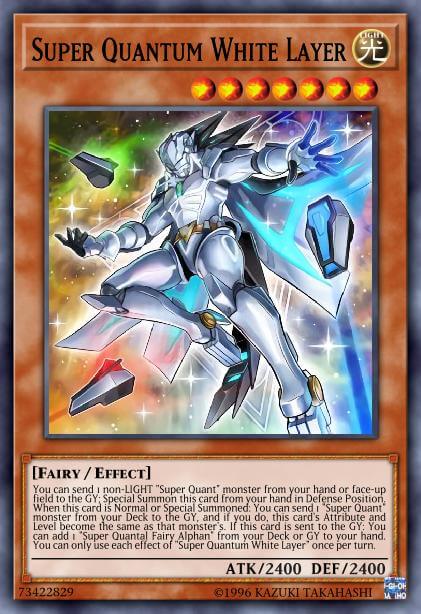 SUPER QUANTUM WHITE LAYER
LIGHT
光
[FAIRY / EFFECT]
You can send 1 non-LIGHT "Super Quant" monster from your hand or face-up
field to the GY; Special Summon this card from your hand in Defense Position.
When this card is Normal or Special Summoned: You can send 1 "Super Quant"
monster from your Deck to the GY, and if you do, this card's Attribute and
Level become the same as that monster's. If this card is sent to the GY: You
can add 1 "Super Quantal Fairy Alphan" from your Deck or GY to your hand.
You can only use each effect of "Super Quantum White Layer" once per turn.
ATK/2400 DEF/2400
73422829
©1996 KAZUKI TAKAHASHI